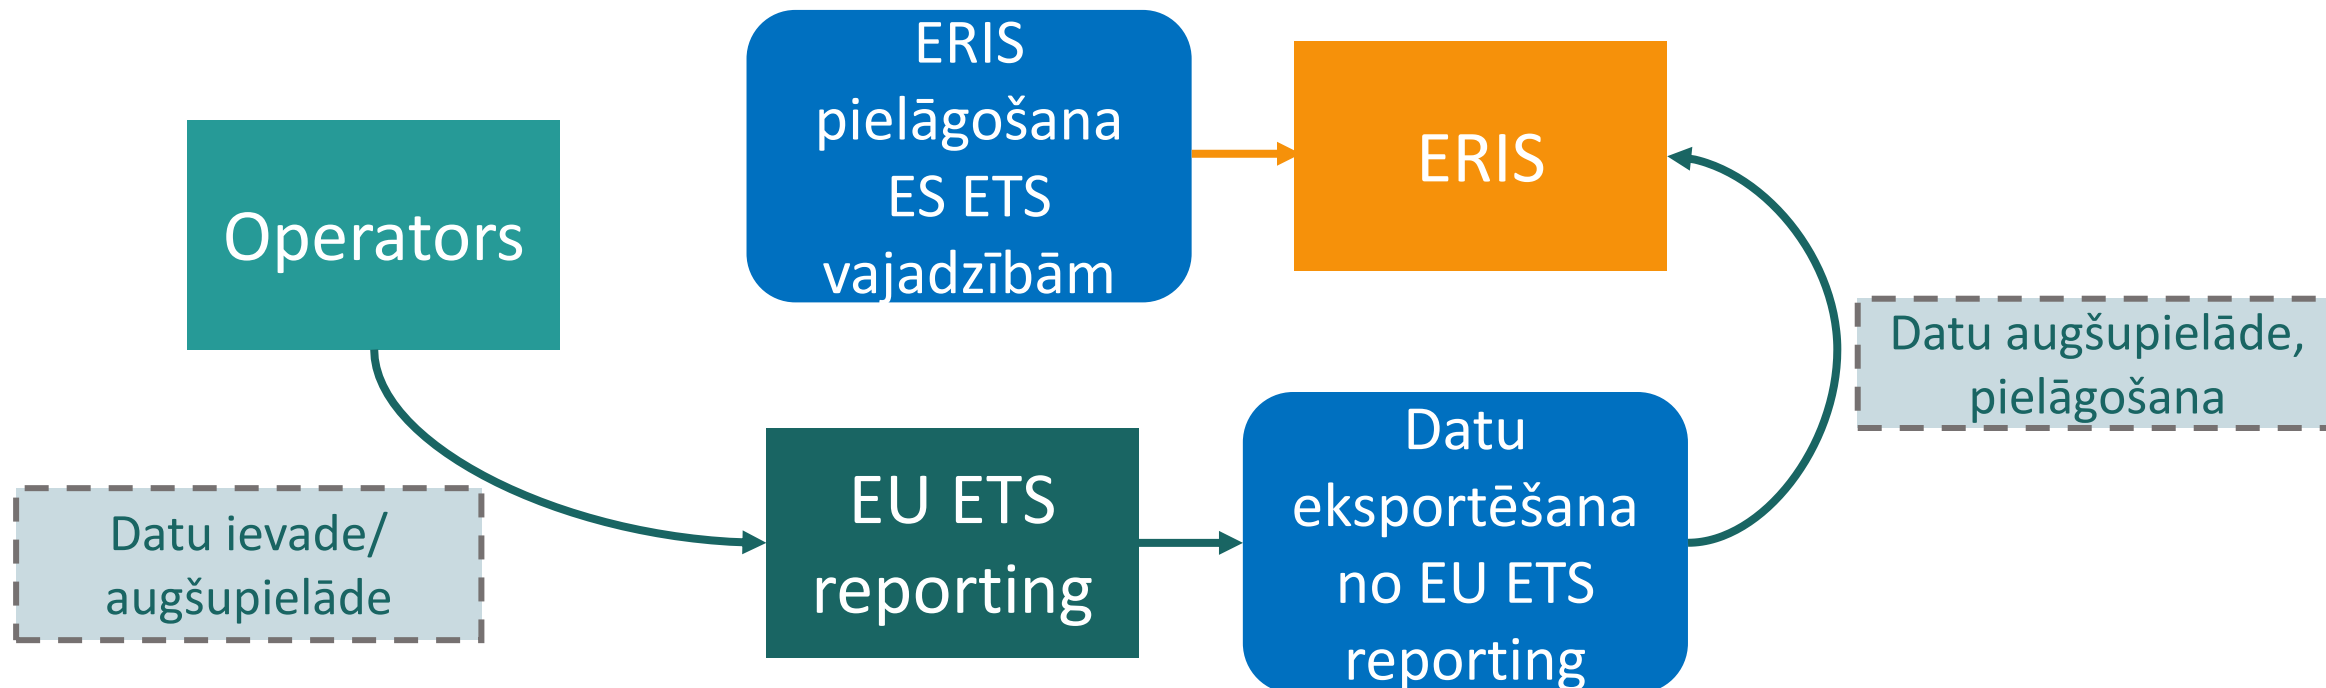 Operators
ERIS
pielāgošana
ES ETS
vajadzībām
ERIS
Datu augšupielāde,
pielāgošana
Datu ievade/
augšupielāde
EU ETS
reporting
Datu
eksportēšana
no EU ETS
reporting